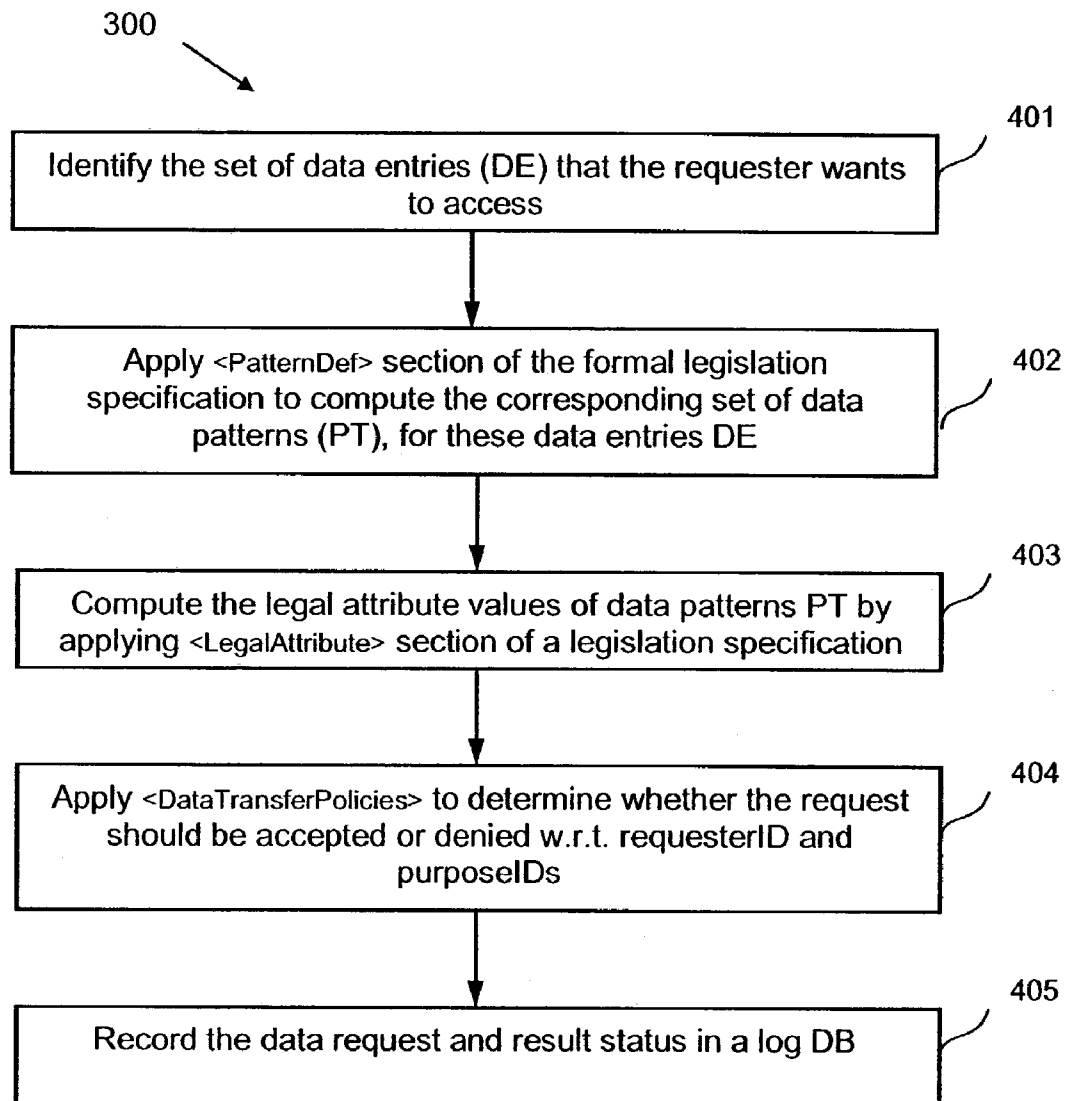 300
401
Identify the set of data entries (DE) that the requester wants
to access
402
Apply <PatternDef> section of the formal legislation
specification to compute the corresponding set of data
patterns (PT), for these data entries DE
403
Compute the legal attribute values of data patterns PT by
applying <LegalAttribute> section of a legislation specification
404
Apply <DataTransferPolicies> to determine whether the request
should be accepted or denied w.r.t. requesterID and
purposeIDs
405
Record the data request and result status in a log DB